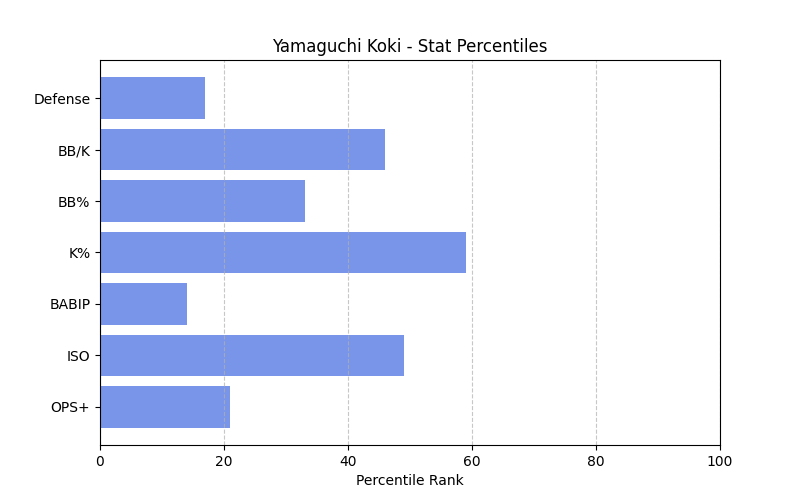 Yamaguchi Koki - Stat Percentiles
Defense
BB/K
BB%
K%
BABIP
ISO
OPS+
0 20 40 60 80 100
Percentile Rank